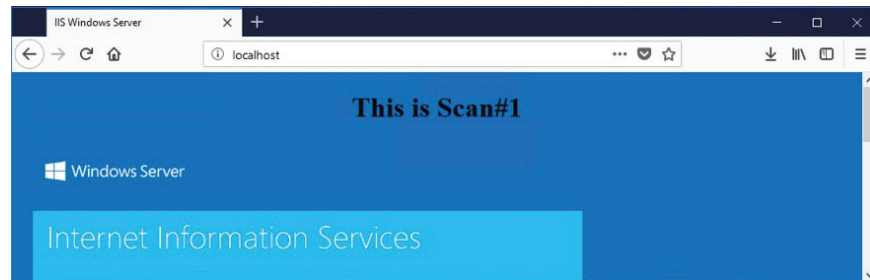 IIS Windows Server
localhost
This is Scan#1
Windows Server
Internet Information Services